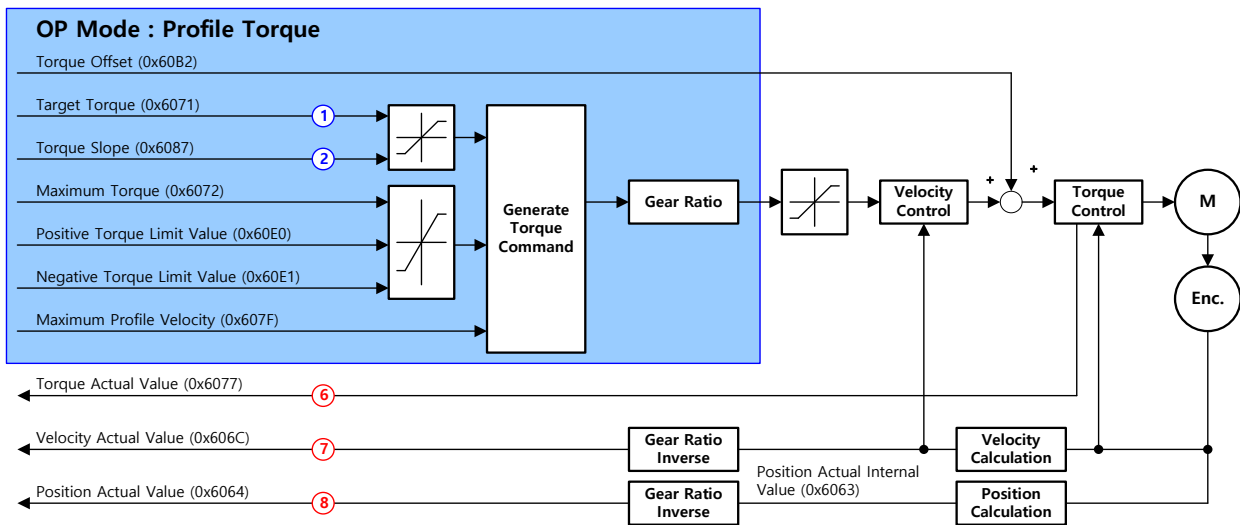 OP Mode : Profile Torque
Torque Offset (0x60B2)
Target Torque (0x6071)
1
Torque Slope (0x6087)
2
Maximum Torque (0x6072)
Positive Torque Limit Value (0x60E0)
Negative Torque Limit Value (0x60E1)
Maximum Profile Velocity (0x607F)
Generate
Torque
Command
Gear Ratio
Velocity
Control
+
+
Torque
Control
M
Enc.
Torque Actual Value (0x6077)
6
Velocity Actual Value (0x606C)
7
Gear Ratio
Inverse
Velocity
Calculation
Position Actual Value (0x6064)
8
Gear Ratio
Inverse
Position Actual Internal
Value (0x6063)
Position
Calculation